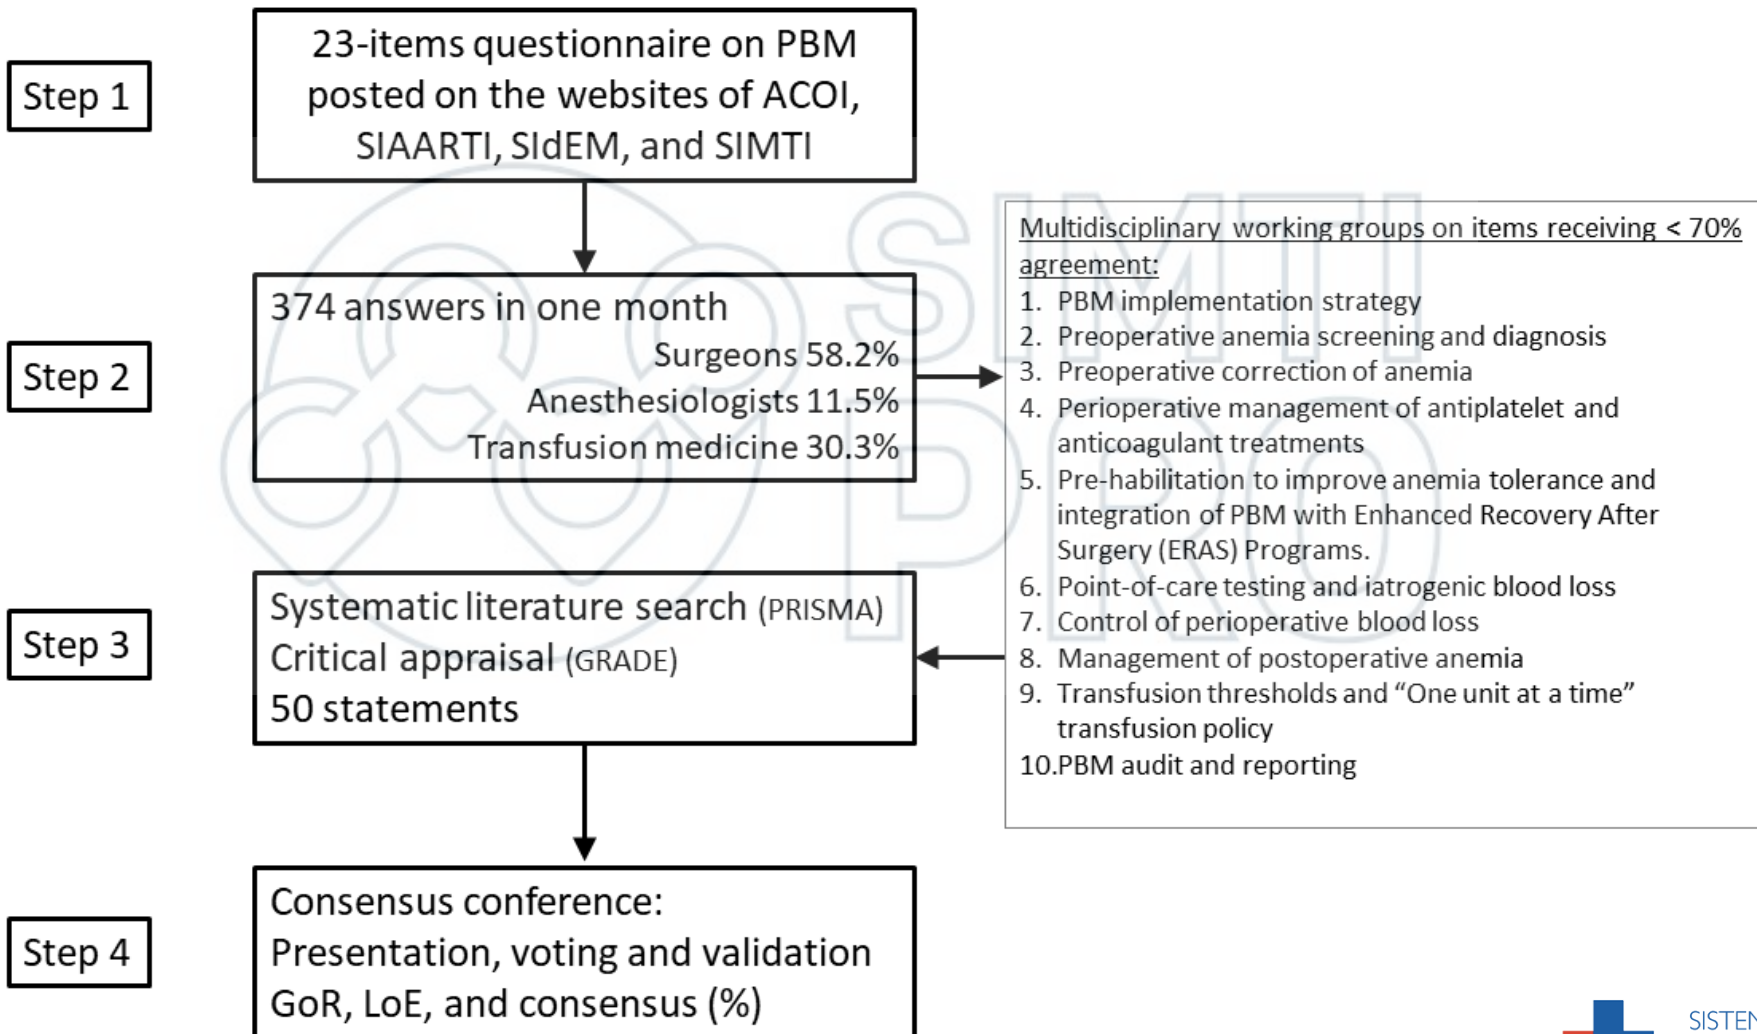 Step 1
23-items questionnaire on PBM
posted on the websites of ACOI,
SIAARTI, SIdEM, and SIMTI
Step 2
374 answers in one month
Surgeons 58.2%
Anesthesiologists 11.5%
Transfusion medicine 30.3%
Multidisciplinary working groups on items receiving < 70%
agreement:
1. PBM implementation strategy
2. Preoperative anemia screening and diagnosis
3. Preoperative correction of anemia
4. Perioperative management of antiplatelet and
anticoagulant treatments
5. Pre-habilitation to improve anemia tolerance and
integration of PBM with Enhanced Recovery After
Surgery (ERAS) Programs.
6. Point-of-care testing and iatrogenic blood loss
7. Control of perioperative blood loss
8. Management of postoperative anemia
9. Transfusion thresholds and “One unit at a time”
transfusion policy
10.PBM audit and reporting
Step 3
Systematic literature search (PRISMA)
Critical appraisal (GRADE)
50 statements
Step 4
Consensus conference:
Presentation, voting and validation
GoR, LoE, and consensus (%)
SIMTI
PRO